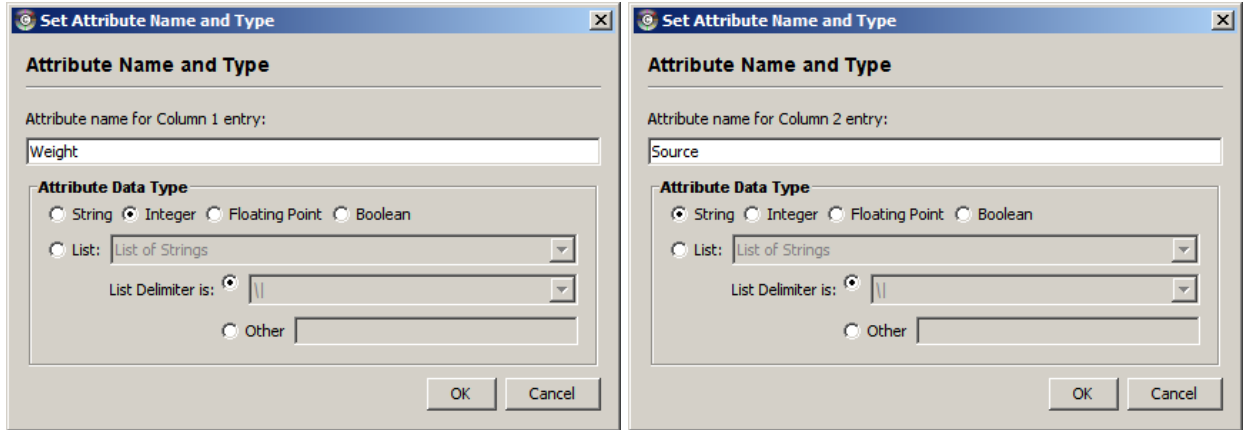 Set Attribute Name and Type
Attribute Name and Type
Attribute name for Column 1 entry:
Weight
Attribute Data Type
String Integer Floating Point Boolean
List: List of Strings
List Delimiter is: \|
Other
OK Cancel
Set Attribute Name and Type
Attribute Name and Type
Attribute name for Column 2 entry:
Source
Attribute Data Type
String Integer Floating Point Boolean
List: List of Strings
List Delimiter is: \|
Other
OK Cancel